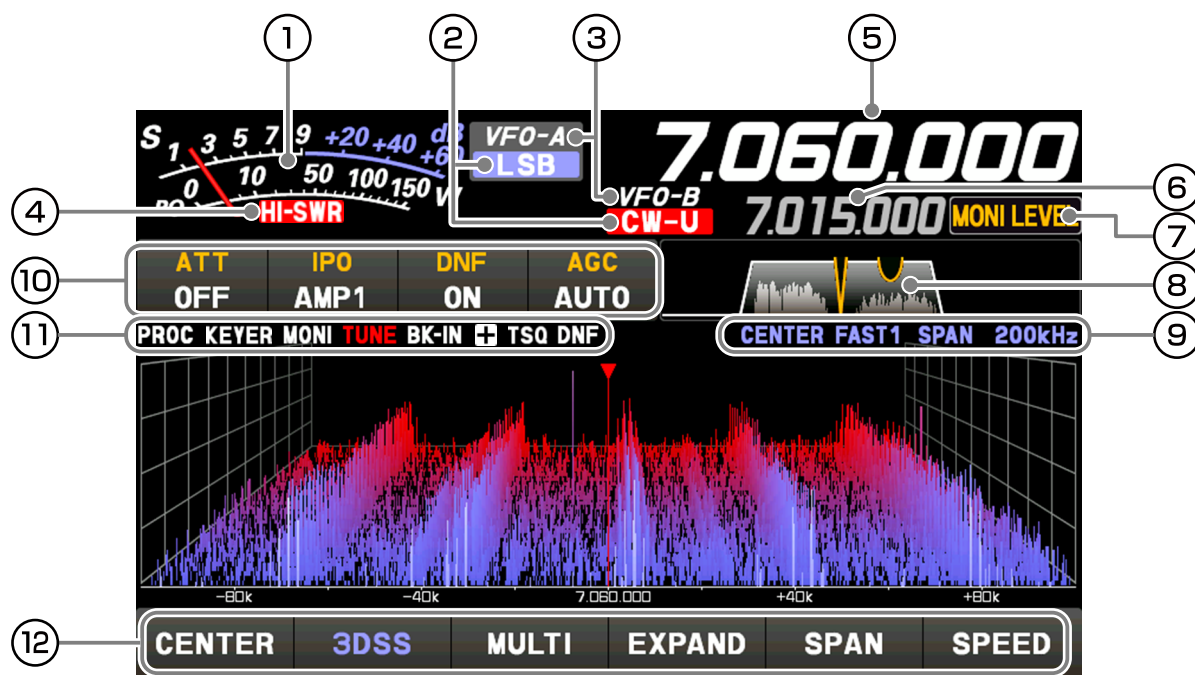 ① ② ③ ⑤
S 1 3 5 7 9 +20 +40 +60 dB
VFO-A
7.060.000
LSB
PO 0 10 50 100 150 W
VFO-B
⑥
④ HI-SWR
CW-U
7.015.000
MONI LEVEL
⑦
⑩ ATT IPO DNF AGC
OFF AMP1 ON AUTO
⑧
⑪ PROC KEYER MONI TUNE BK-IN + TSQ DNF
CENTER FAST1 SPAN 200kHz ⑨
-80k -40k 7.060.000 +40k +80k
⑫ CENTER 3DSS MULTI EXPAND SPAN SPEED